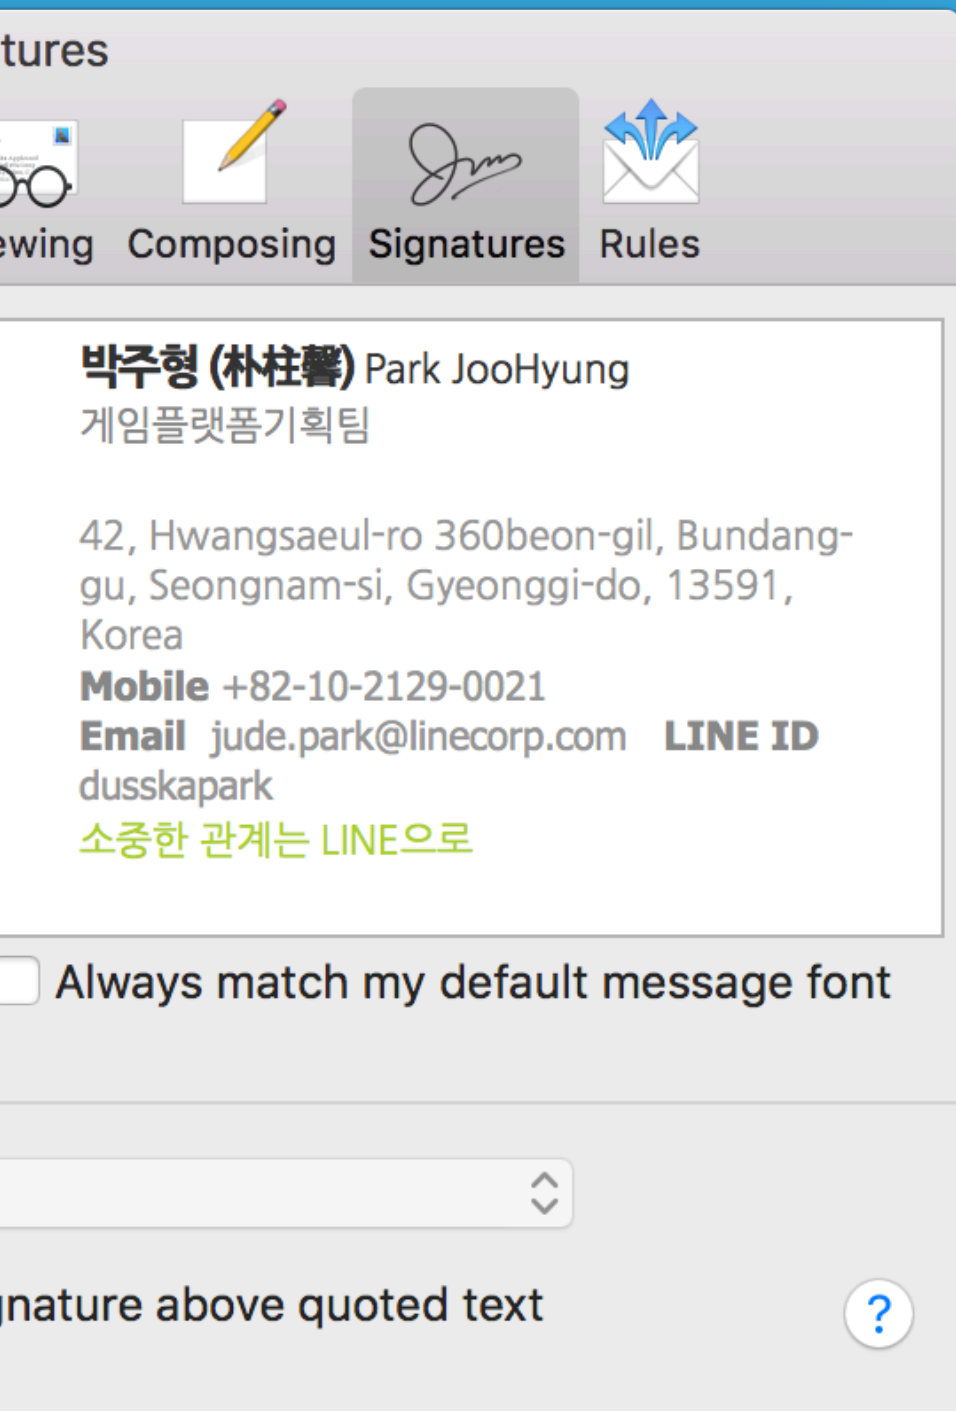 tures
ewing Composing Signatures Rules
박주형 (朴柱馨) Park JooHyung
게임플랫폼기획팀
42, Hwangsaeul-ro 360beon-gil, Bundang-
gu, Seongnam-si, Gyeonggi-do, 13591,
Korea
Mobile +82-10-2129-0021
Email jude.park@linecorp.com LINE ID
dusskapark
소중한 관계는 LINE으로
Always match my default message font
gnature above quoted text
?